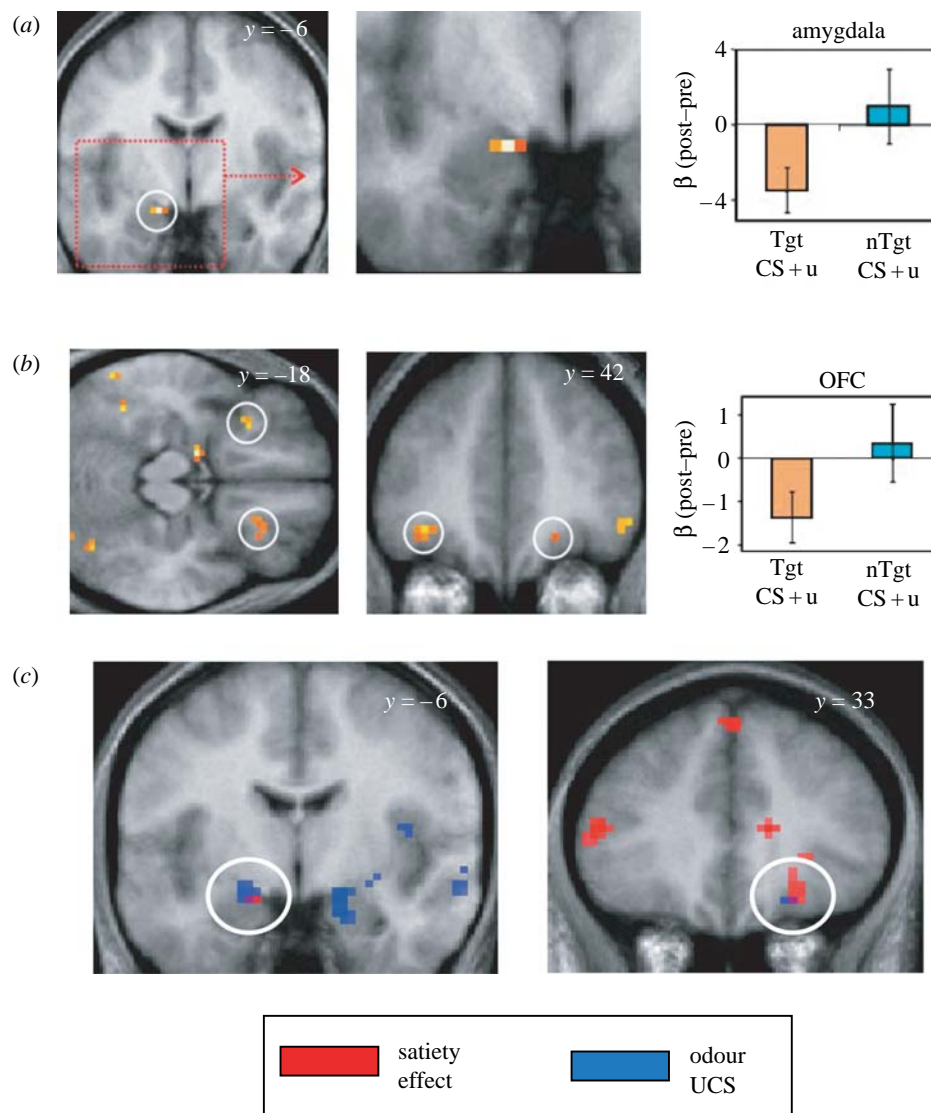 (a)
y = −6
amygdala
β (post–pre)
4
0
−4
Tgt
CS + u
nTgt
CS + u
(b)
y = −18
y = 42
OFC
β (post–pre)
1
0
−1
−2
Tgt
CS + u
nTgt
CS + u
(c)
y = −6
y = 33
satiety
effect
odour
UCS